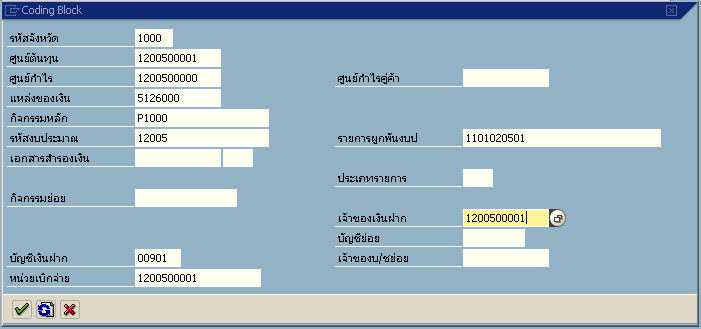 Coding Block
รหัสจังหวัด 1000
ศูนย์ต้นทุน 1200500001
ศูนย์กำไร 1200500000 ศูนย์กำไรคู่ค้า
แหล่งของเงิน 5126000
กิจกรรมหลัก P1000
รหัสงบประมาณ 12005 รายการผูกพันงบป 1101020501
เอกสารสำรองเงิน
ประเภทรายการ
กิจกรรมย่อย
เจ้าของเงินฝาก 1200500001
บัญชีย่อย
บัญชีเงินฝาก 00901 เจ้าของบ/ชย่อย
หน่วยเบิกจ่าย 1200500001